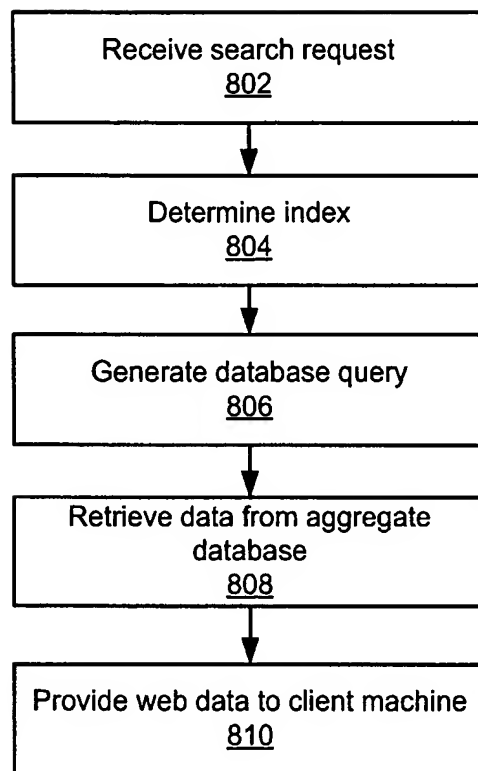 Receive search request
802
Determine index
804
Generate database query
806
Retrieve data from aggregate
database
808
Provide web data to client machine
810